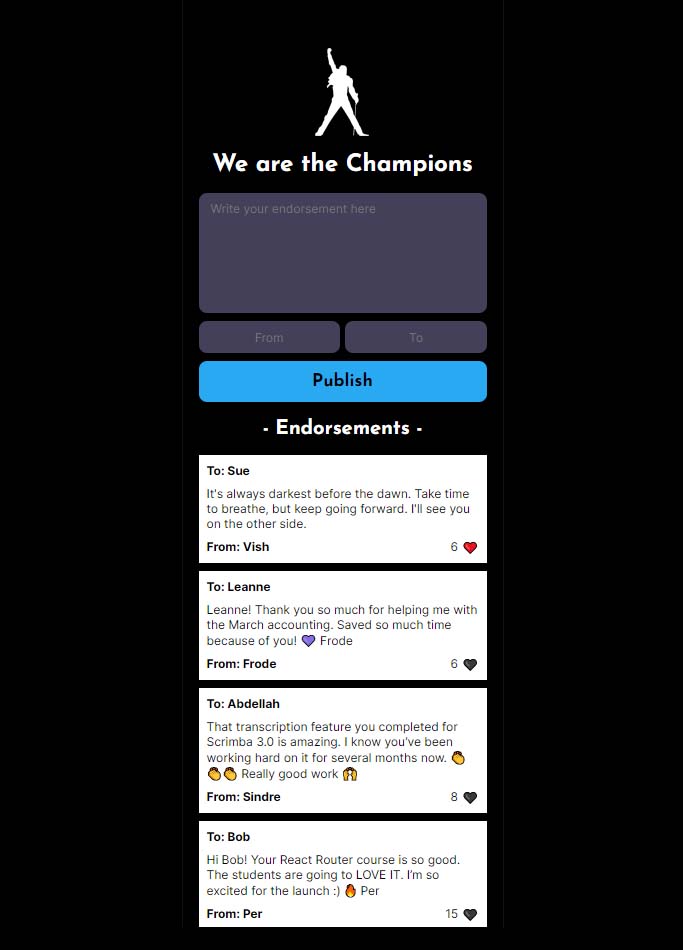 We are the Champions
Write your endorsement here
From
To
Publish
- Endorsements -
To: Sue
It's always darkest before the dawn. Take time
to breathe, but keep going forward. I'll see you
on the other side.
From: Vish
6 ❤️
To: Leanne
Leanne! Thank you so much for helping me with
the March accounting. Saved so much time
because of you! 💜 Frode
From: Frode
6 🖤
To: Abdellah
That transcription feature you completed for
Scrimba 3.0 is amazing. I know you've been
working hard on it for several months now. 👏
👏👏 Really good work 🙌
From: Sindre
8 🖤
To: Bob
Hi Bob! Your React Router course is so good.
The students are going to LOVE IT. I'm so
excited for the launch :) 🔥 Per
From: Per
15 🖤